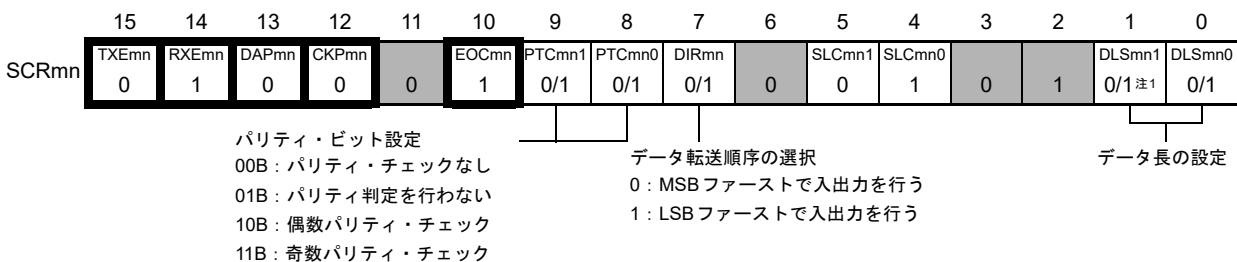 15 14 13 12 11 10 9 8 7 6 5 4 3 2 1 0
SCRmn
TXEmn RXEmn DAPmn CKPmn EOCmn PTCmn1 PTCmn0 DIRmn SLCmn1 SLCmn0 DLSmn1 DLSmn0
0 1 0 0 0 1 0/1 0/1 0/1 0 0 1 0 1 0/1注1 0/1
パリティ・ビット設定
00B：パリティ・チェックなし
01B：パリティ判定を行わない
10B：偶数パリティ・チェック
11B：奇数パリティ・チェック
データ転送順序の選択
0：MSBファーストで入出力を行う
1：LSBファーストで入出力を行う
データ長の設定